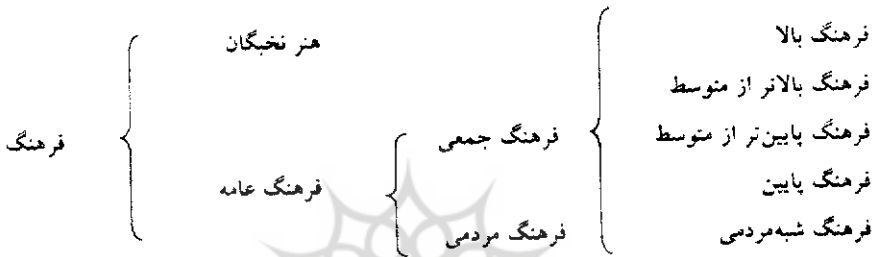 فرهنگ
هنر نخبگان
فرهنگ عامه
فرهنگ جمعی
فرهنگ مردمی
فرهنگ بالا
فرهنگ بالاتر از متوسط
فرهنگ پایین‌تر از متوسط
فرهنگ پایین
فرهنگ شبه‌مردمی